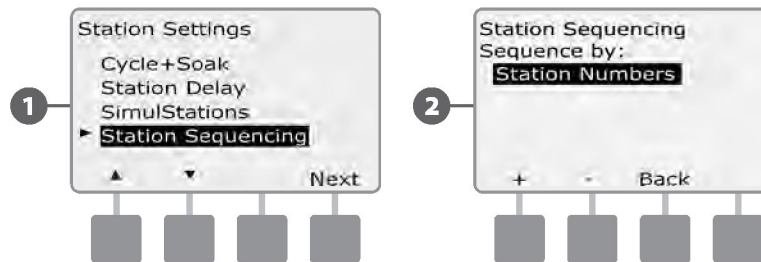 1
Station Settings
Cycle+Soak
Station Delay
SimulStations
► Station Sequencing
▲ ▼ Next
2
Station Sequencing
Sequence by:
Station Numbers
+ - Back